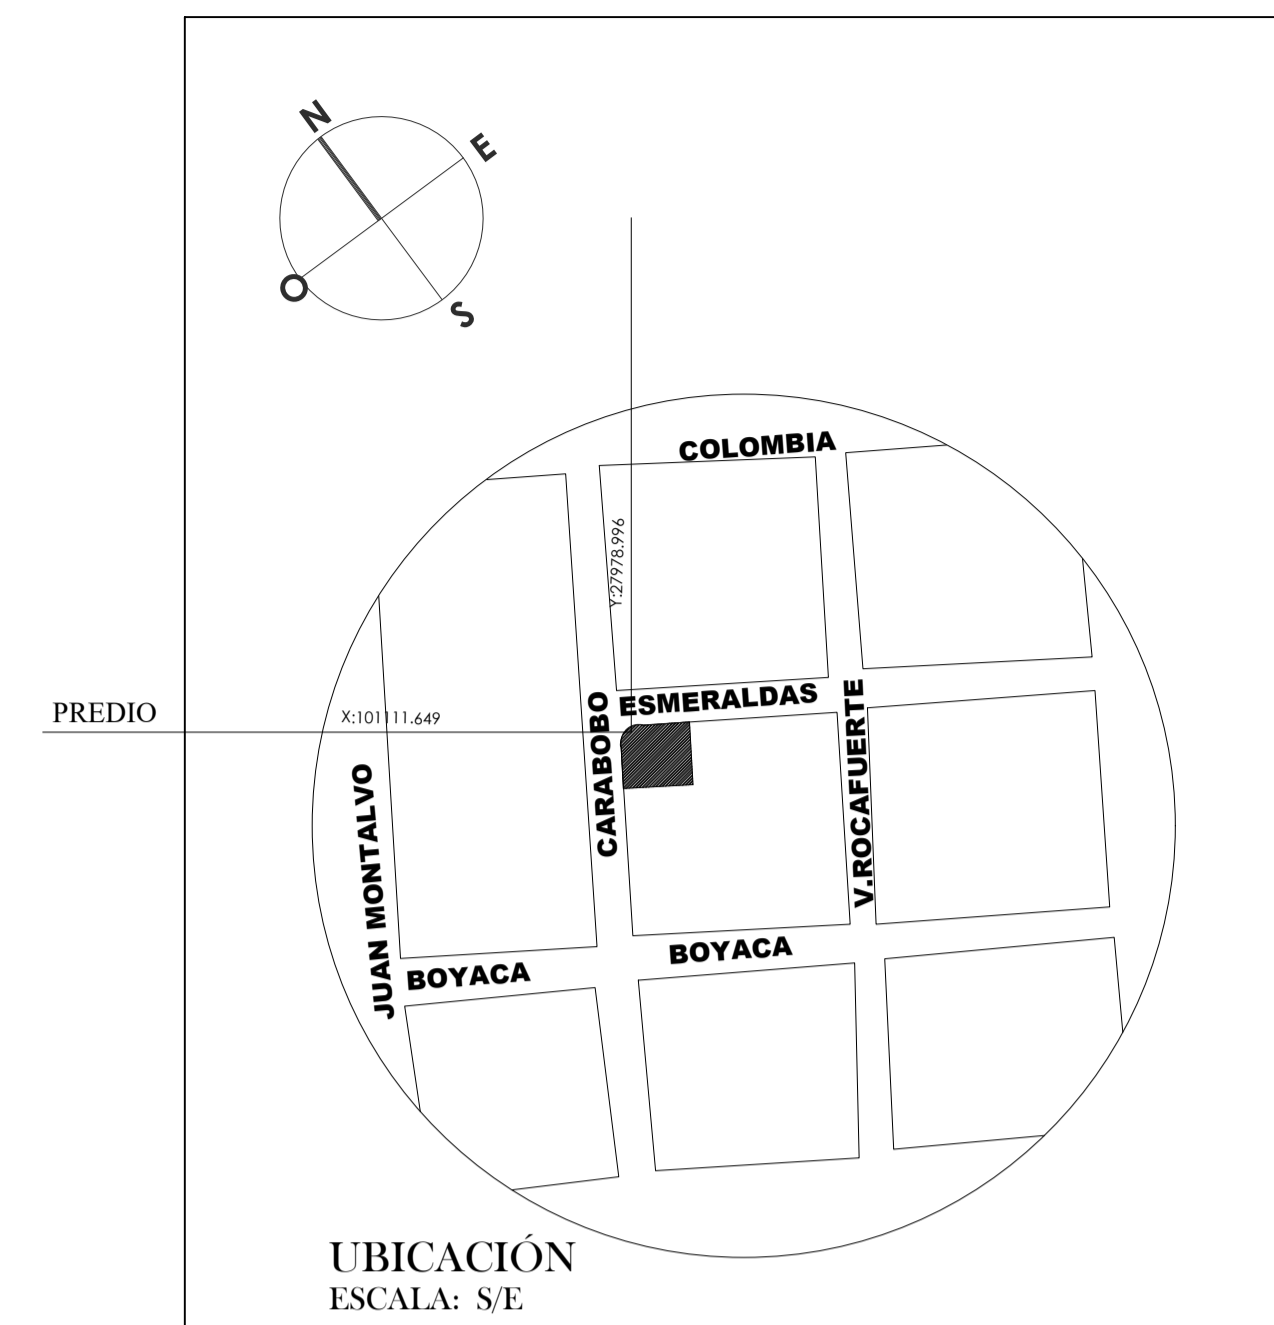 N
E
O
S
COLOMBIA
Y:27978.996
ESMERALDAS
PREDIO
X:101111.649
CARABOBO
V.ROCAFUERTE
JUAN MONTALVO
BOYACA
BOYACA
UBICACIÓN
ESCALA: S/E